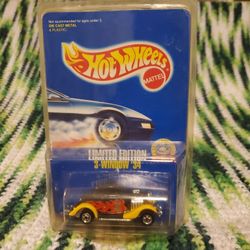 Not recommended for ages under 3.
DIE CAST METAL
& PLASTIC
HOT WHEELS
MATTEL
LIMITED EDITION
3-WINDOW '34